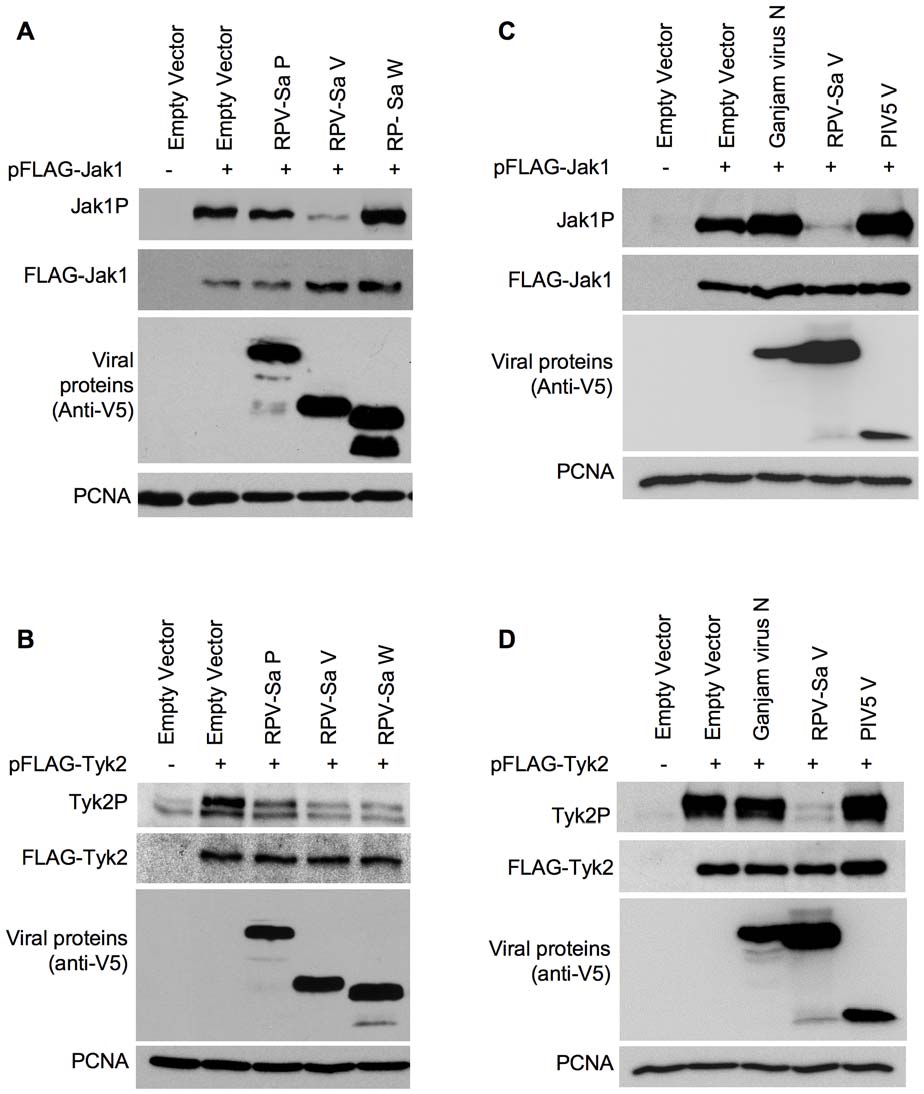 A
Empty Vector
Empty Vector
RPV-Sa P
RPV-Sa V
RP- Sa W
pFLAG-Jak1 - + + + +
Jak1P
FLAG-Jak1
Viral
proteins
(Anti-V5)
PCNA
C
Empty Vector
Empty Vector
Ganjam virus N
RPV-Sa V
PIV5 V
pFLAG-Jak1 - + + + +
Jak1P
FLAG-Jak1
Viral proteins
(Anti-V5)
PCNA
B
Empty Vector
Empty Vector
RPV-Sa P
RPV-Sa V
RPV-Sa W
pFLAG-Tyk2 - + + + +
Tyk2P
FLAG-Tyk2
Viral proteins
(anti-V5)
PCNA
D
Empty Vector
Empty Vector
Ganjam virus N
RPV-Sa V
PIV5 V
pFLAG-Tyk2 - + + + +
Tyk2P
FLAG-Tyk2
Viral proteins
(anti-V5)
PCNA